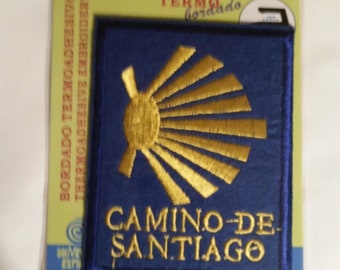 TERMO
bordado
BORDADO TERMOADHESIVO
THERMOADHESIVE EMBROIDERY
CAMINO DE
SANTIAGO